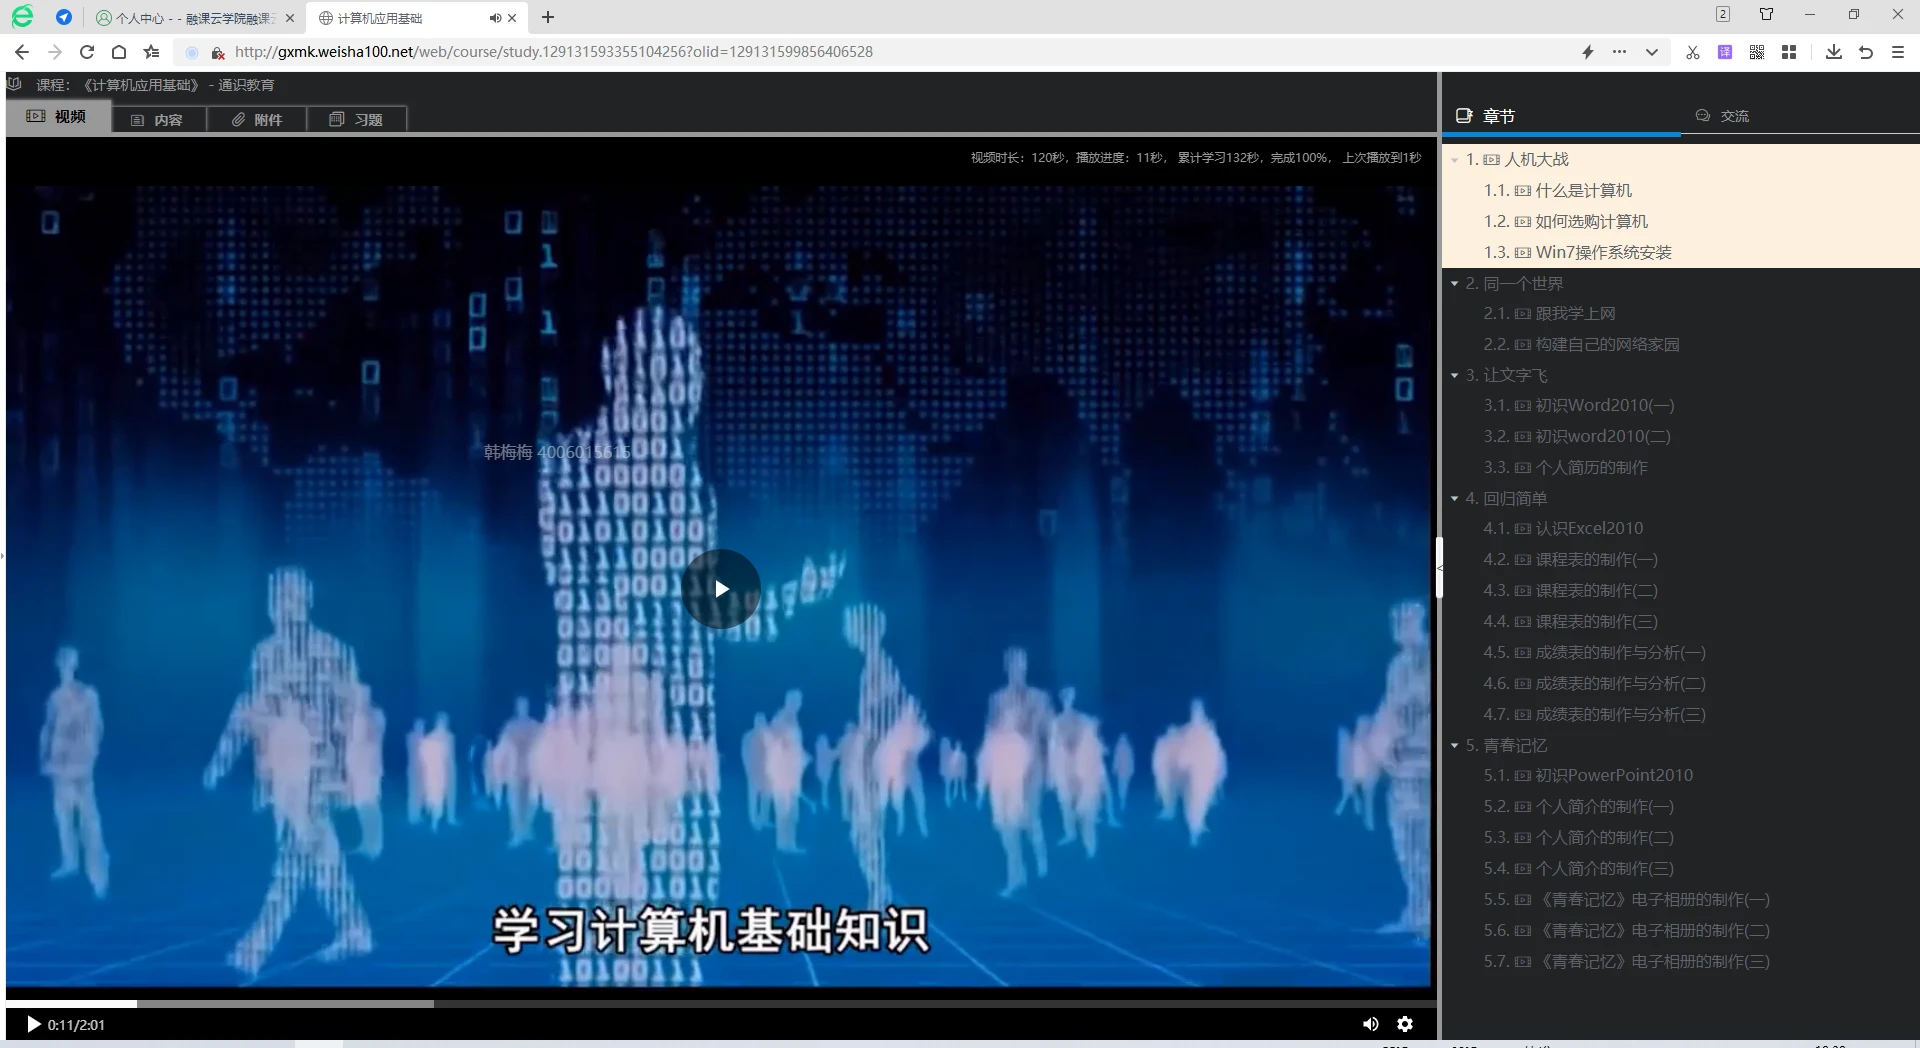 个人中心 - - 融课云学院融课云
计算机应用基础
2
http://gxmk.weisha100.net/web/course/study.129131593355104256?olid=129131599856406528
译
课程：《计算机应用基础》 - 通识教育
视频
内容
附件
习题
章节
交流
视频时长：120秒，播放进度：11秒， 累计学习132秒，完成100%， 上次播放到1秒
韩梅梅 4006015615
学习计算机基础知识
0:11/2:01
1. 人机大战
1.1. 什么是计算机
1.2. 如何选购计算机
1.3. Win7操作系统安装
2. 同一个世界
2.1. 跟我学上网
2.2. 构建自己的网络家园
3. 让文字飞
3.1. 初识Word2010(一)
3.2. 初识word2010(二)
3.3. 个人简历的制作
4. 回归简单
4.1. 认识Excel2010
4.2. 课程表的制作(一)
4.3. 课程表的制作(二)
4.4. 课程表的制作(三)
4.5. 成绩表的制作与分析(一)
4.6. 成绩表的制作与分析(二)
4.7. 成绩表的制作与分析(三)
5. 青春记忆
5.1. 初识PowerPoint2010
5.2. 个人简介的制作(一)
5.3. 个人简介的制作(二)
5.4. 个人简介的制作(三)
5.5. 《青春记忆》电子相册的制作(一)
5.6. 《青春记忆》电子相册的制作(二)
5.7. 《青春记忆》电子相册的制作(三)